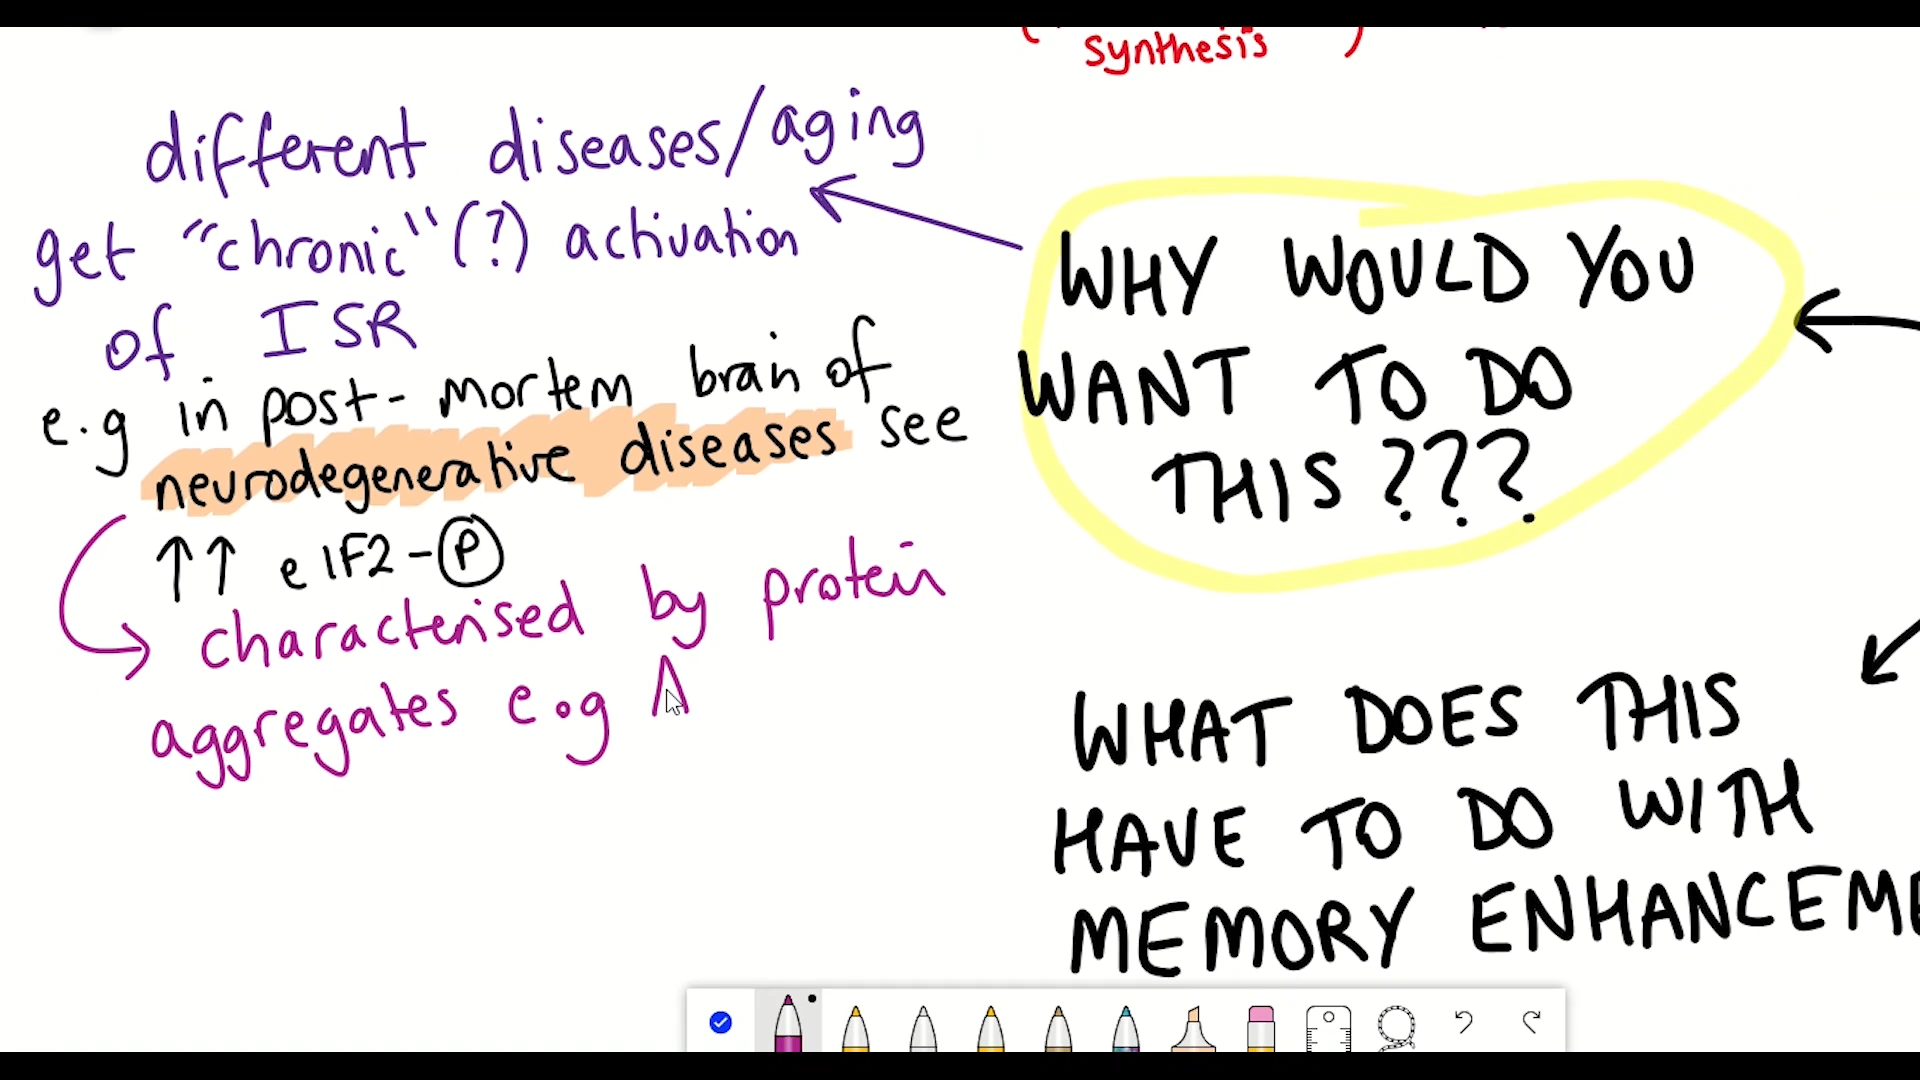 synthesis )
different diseases/aging
get "chronic" (?) activation
of ISR
e.g in post-mortem brain of
neurodegenerative diseases see
↑↑ eIF2-P
characterised by protein
aggregates e.g A
WHY WOULD YOU
WANT TO DO
THIS???
WHAT DOES THIS
HAVE TO DO WITH
MEMORY ENHANCEME